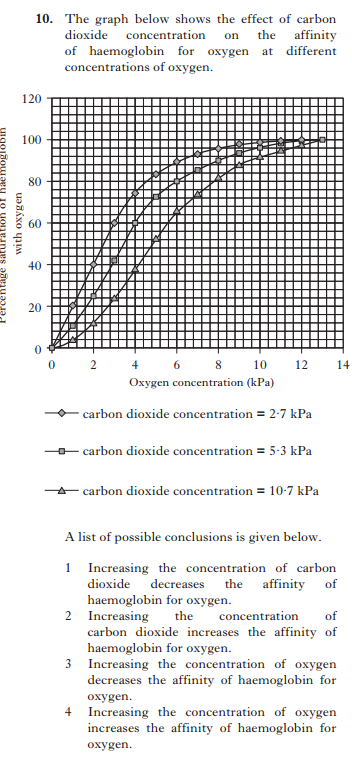 10. The graph below shows the effect of carbon
dioxide concentration on the affinity
of haemoglobin for oxygen at different
concentrations of oxygen.
120
100
80
60
40
20
0
Percentage saturation of haemoglobin
with oxygen
0 2 4 6 8 10 12 14
Oxygen concentration (kPa)
carbon dioxide concentration = 2·7 kPa
carbon dioxide concentration = 5·3 kPa
carbon dioxide concentration = 10·7 kPa
A list of possible conclusions is given below.
1 Increasing the concentration of carbon
dioxide decreases the affinity of
haemoglobin for oxygen.
2 Increasing the concentration of
carbon dioxide increases the affinity of
haemoglobin for oxygen.
3 Increasing the concentration of oxygen
decreases the affinity of haemoglobin for
oxygen.
4 Increasing the concentration of oxygen
increases the affinity of haemoglobin for
oxygen.